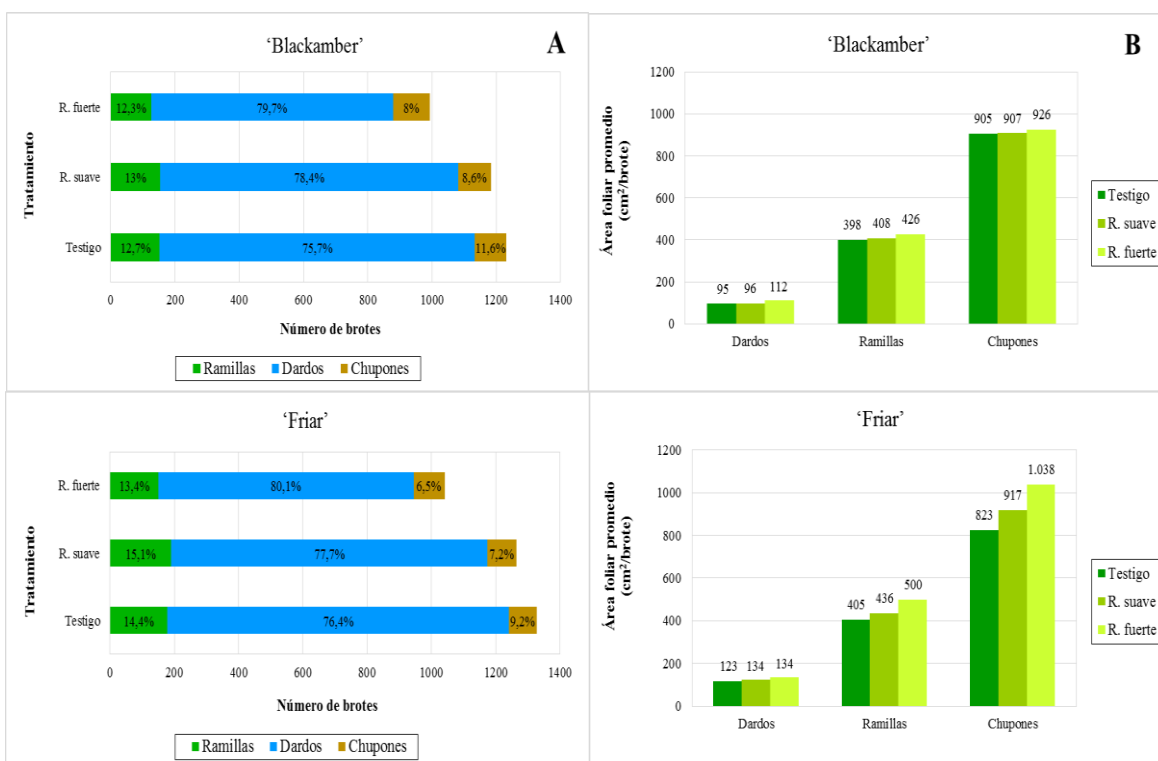 ‘Blackamber’
A
Tratamiento
R. fuerte
12,3% 79,7% 8%
R. suave
13% 78,4% 8,6%
Testigo
12,7% 75,7% 11,6%
0 200 400 600 800 1000 1200 1400
Número de brotes
Ramillas Dardos Chupones
‘Blackamber’
B
Área foliar promedio
(cm²/brote)
1200
1000
800
600
400
200
0
95 96 112
398 408 426
905 907 926
Dardos Ramillas Chupones
Testigo
R. suave
R. fuerte
‘Friar’
Tratamiento
R. fuerte
13,4% 80,1% 6,5%
R. suave
15,1% 77,7% 7,2%
Testigo
14,4% 76,4% 9,2%
0 200 400 600 800 1000 1200 1400
Número de brotes
Ramillas Dardos Chupones
‘Friar’
Área foliar promedio
(cm²/brote)
1200
1000
800
600
400
200
0
123 134 134
405 436 500
823 917 1.038
Dardos Ramillas Chupones
Testigo
R. suave
R. fuerte